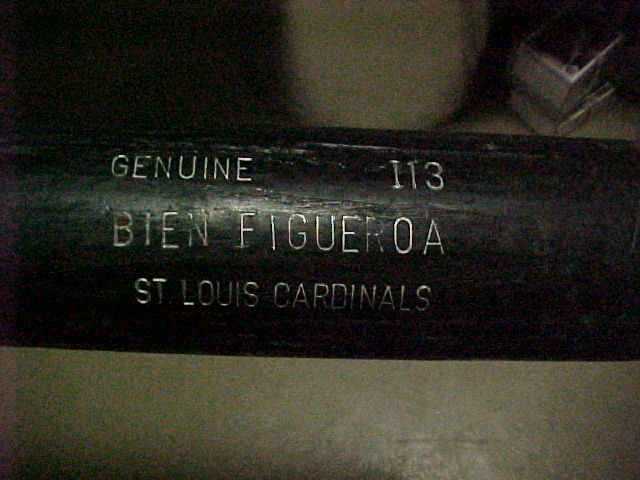 GENUINE I13
BIEN FIGUEROA
ST. LOUIS CARDINALS